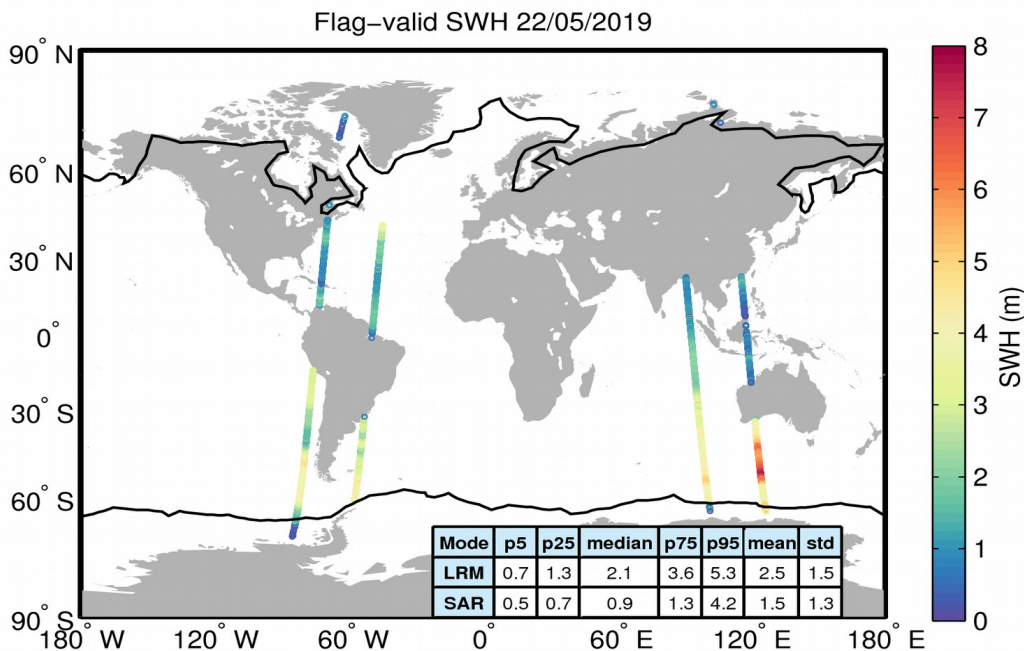 Flag−valid SWH 22/05/2019
90° N
60° N
30° N
0°
30° S
60° S
90° S
180° W
120° W
60° W
0°
60° E
120° E
180° E
8
7
6
5
4
3
2
1
0
SWH (m)
Mode p5 p25 median p75 p95 mean std
LRM 0.7 1.3 2.1 3.6 5.3 2.5 1.5
SAR 0.5 0.7 0.9 1.3 4.2 1.5 1.3